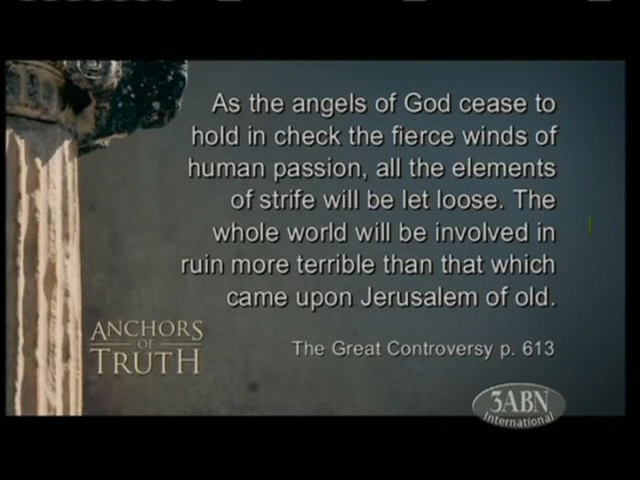 As the angels of God cease to
hold in check the fierce winds of
human passion, all the elements
of strife will be let loose. The
whole world will be involved in
ruin more terrible than that which
came upon Jerusalem of old.
The Great Controversy p. 613
ANCHORS
OF
TRUTH
3ABN
International